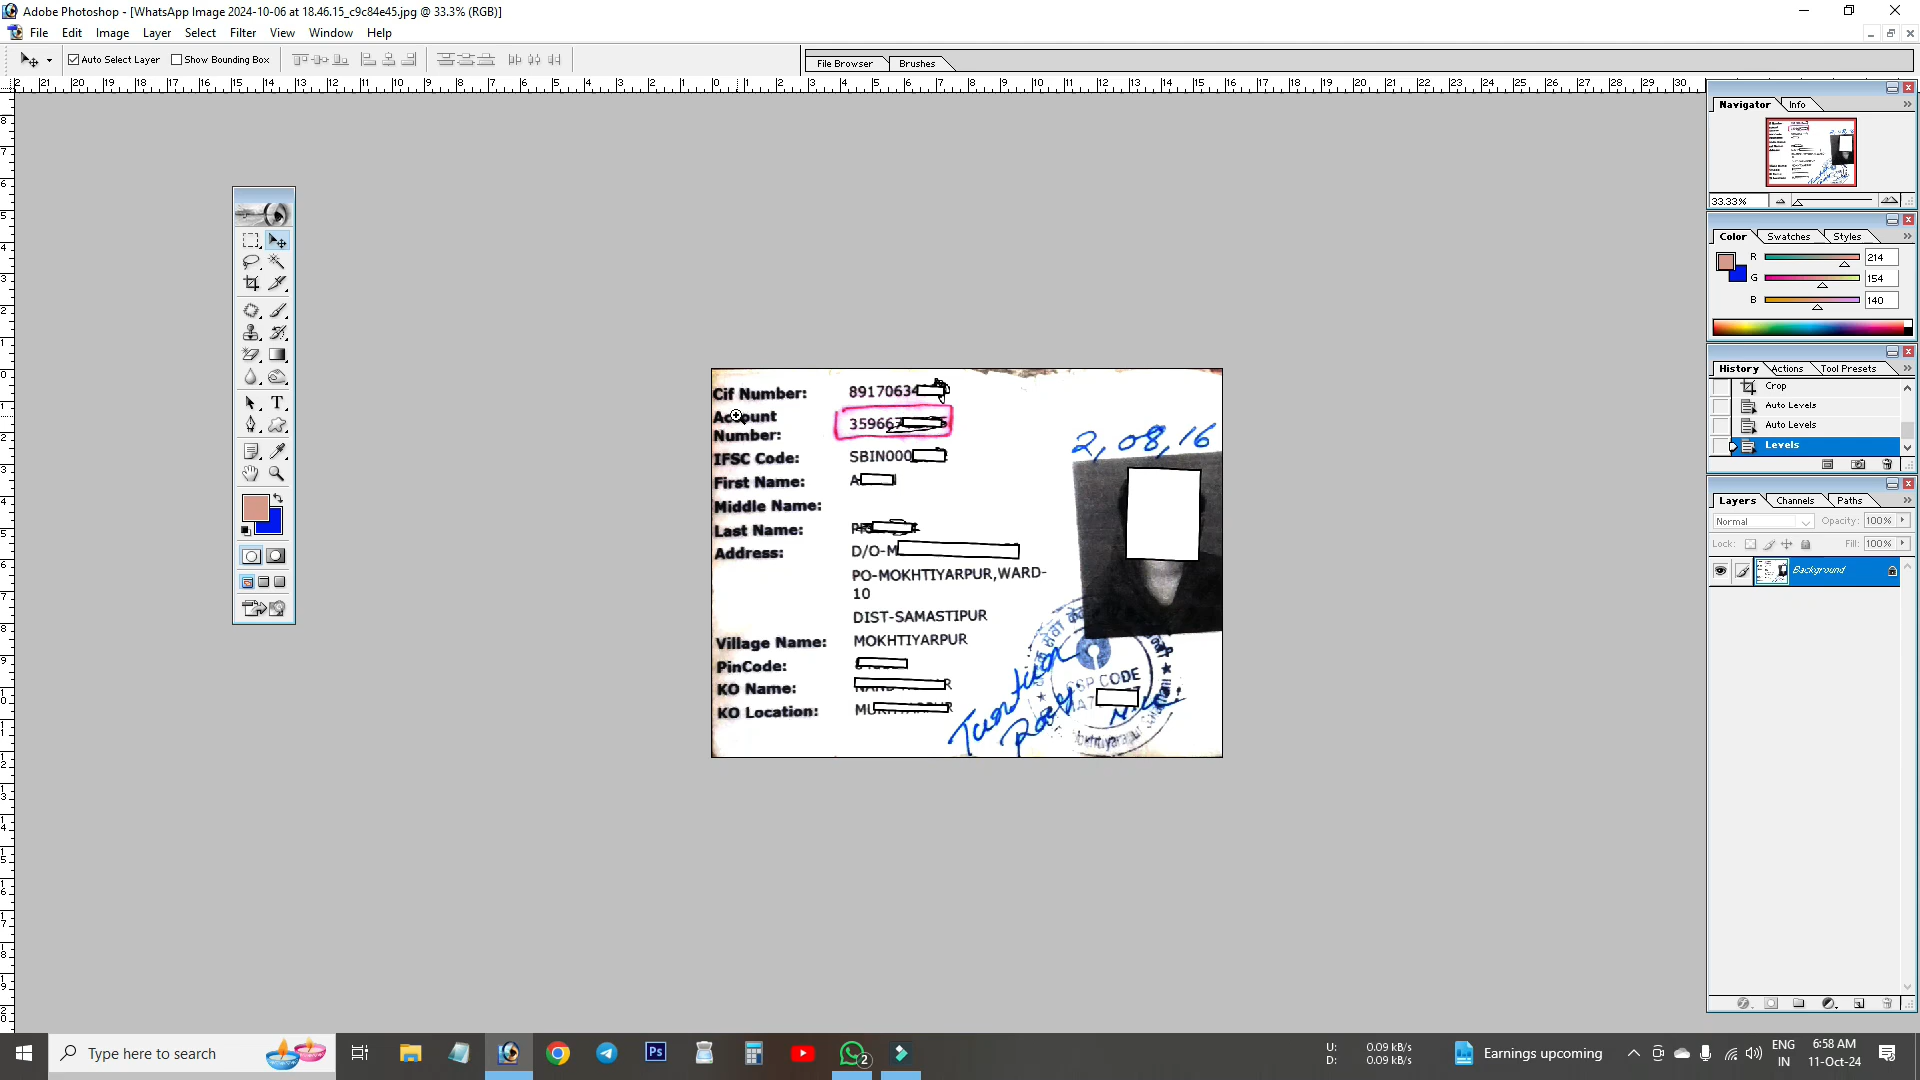 Adobe Photoshop - [WhatsApp Image 2024-10-06 at 18.46.15_c9c84e45.jpg @ 33.3% (RGB)]
File Edit Image Layer Select Filter View Window Help
Auto Select Layer Show Bounding Box
File Browser Brushes
Navigator Info
33.33%
Color Swatches Styles
R 214
G 154
B 140
History Actions Tool Presets
Crop
Auto Levels
Auto Levels
Levels
Layers Channels Paths
Normal Opacity: 100%
Lock: Fill: 100%
Background
Cif Number: 89170634
Account
Number: 35966
IFSC Code: SBIN000
First Name: A
Middle Name:
Last Name:
Address: D/O-M
PO-MOKHTIYARPUR,WARD-
10
DIST-SAMASTIPUR
Village Name: MOKHTIYARPUR
PinCode:
KO Name:
KO Location:
2,08,16
CSP CODE
Type here to search
U: 0.09 kB/s
D: 0.09 kB/s
Earnings upcoming
ENG
IN
6:58 AM
11-Oct-24